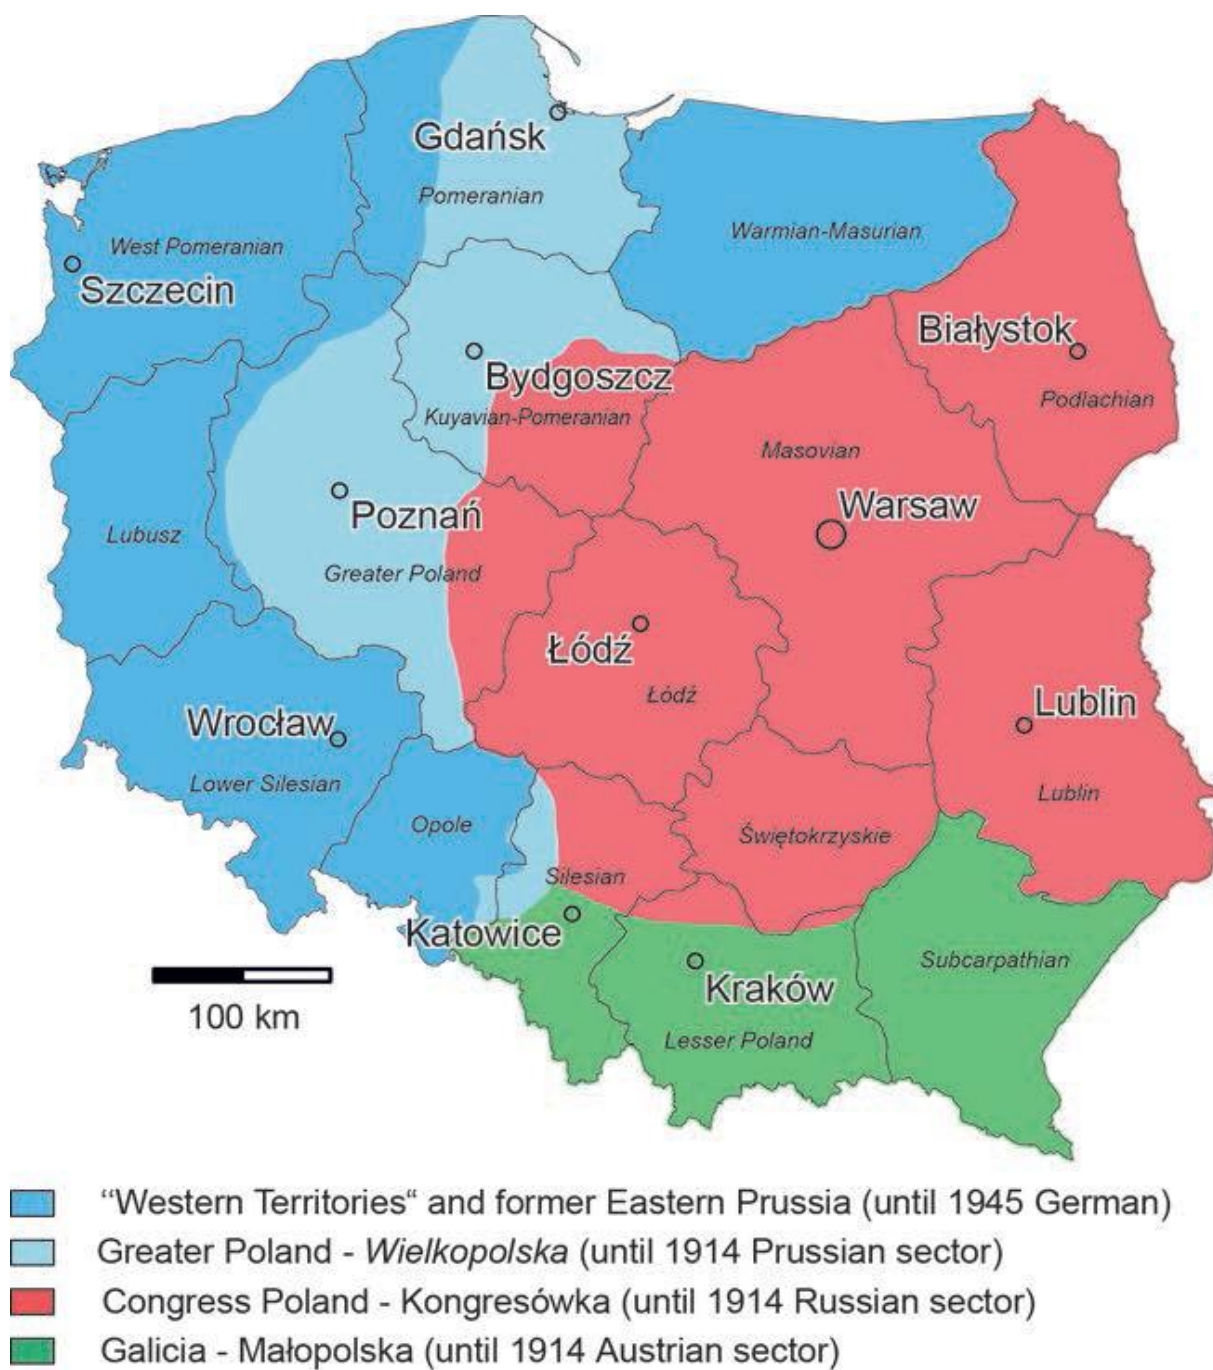 Gdańsk
Pomeranian
West Pomeranian
Szczecin
Warmian-Masurian
Białystok
Bydgoszcz
Podlachian
Kuyavian-Pomeranian
Masovian
Poznań
Warsaw
Lubusz
Greater Poland
Łódź
Łódź
Lublin
Wrocław
Lower Silesian
Lublin
Opole
Świętokrzyskie
Silesian
Katowice
Subcarpathian
Kraków
100 km
Lesser Poland
“Western Territories“ and former Eastern Prussia (until 1945 German)
Greater Poland - Wielkopolska (until 1914 Prussian sector)
Congress Poland - Kongresówka (until 1914 Russian sector)
Galicia - Małopolska (until 1914 Austrian sector)